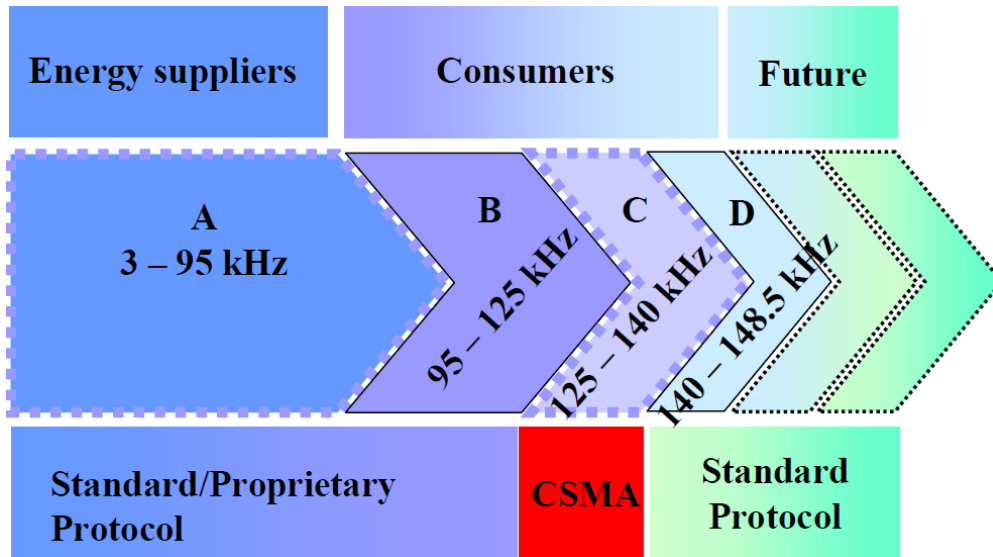 Energy suppliers
Consumers
Future
A
3 – 95 kHz
B
95 – 125 kHz
C
125 – 140 kHz
D
140 – 148.5 kHz
Standard/Proprietary
Protocol
CSMA
Standard
Protocol